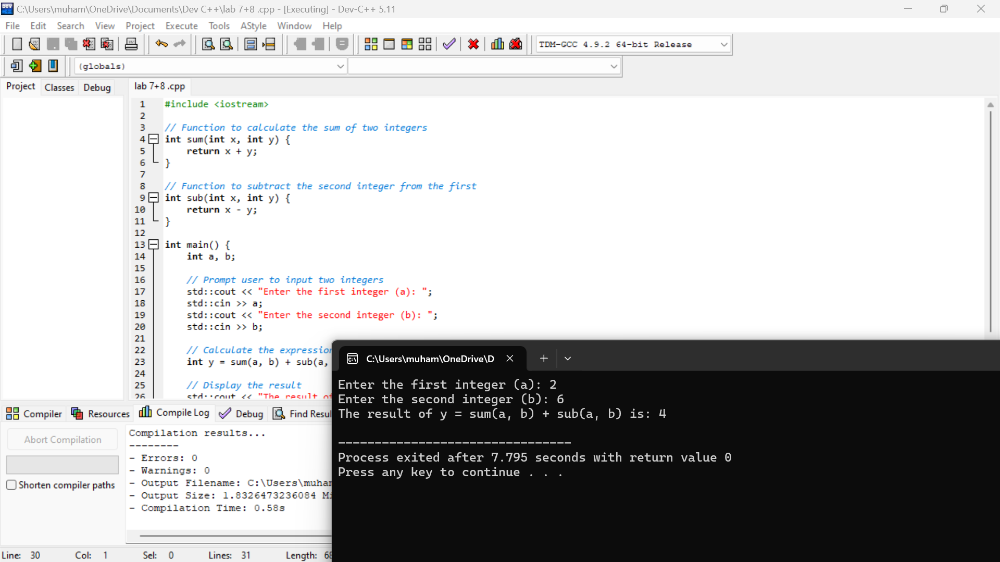 C:\Users\muham\OneDrive\Documents\Dev C++\lab 7+8 .cpp - [Executing] - Dev-C++ 5.11
File Edit Search View Project Execute Tools AStyle Window Help
TDM-GCC 4.9.2 64-bit Release
(globals)
Project Classes Debug
lab 7+8 .cpp
1 #include <iostream>
2
3 // Function to calculate the sum of two integers
4 int sum(int x, int y) {
5 return x + y;
6 }
7
8 // Function to subtract the second integer from the first
9 int sub(int x, int y) {
10 return x - y;
11 }
12
13 int main() {
14 int a, b;
15
16 // Prompt user to input two integers
17 std::cout << "Enter the first integer (a): ";
18 std::cin >> a;
19 std::cout << "Enter the second integer (b): ";
20 std::cin >> b;
21
22 // Calculate the expression
23 int y = sum(a, b) + sub(a,
24
25 // Display the result
26 std::cout << "The result of
C:\Users\muham\OneDrive\D
Enter the first integer (a): 2
Enter the second integer (b): 6
The result of y = sum(a, b) + sub(a, b) is: 4
--------------------------------
Process exited after 7.795 seconds with return value 0
Press any key to continue . . .
Compiler Resources Compile Log Debug Find Resul
Abort Compilation
Shorten compiler paths
Compilation results...
--------
- Errors: 0
- Warnings: 0
- Output Filename: C:\Users\muham
- Output Size: 1.8326473236084 Mi
- Compilation Time: 0.58s
Line: 30 Col: 1 Sel: 0 Lines: 31 Length: